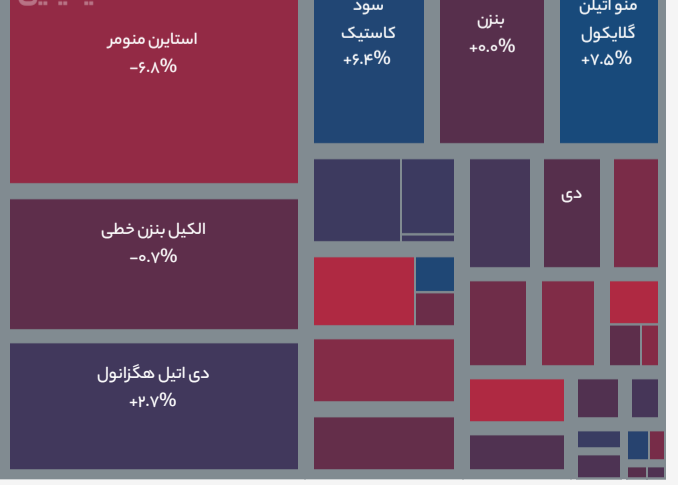 استایرن منومر
-۶.۸%
الکیل بنزن خطی
-۰.۷%
دی اتیل هگزانول
+۲.۷%
سود
کاستیک
+۶.۴%
بنزن
+۰.۰%
منو اتیلن
گلایکول
+۷.۵%
دی